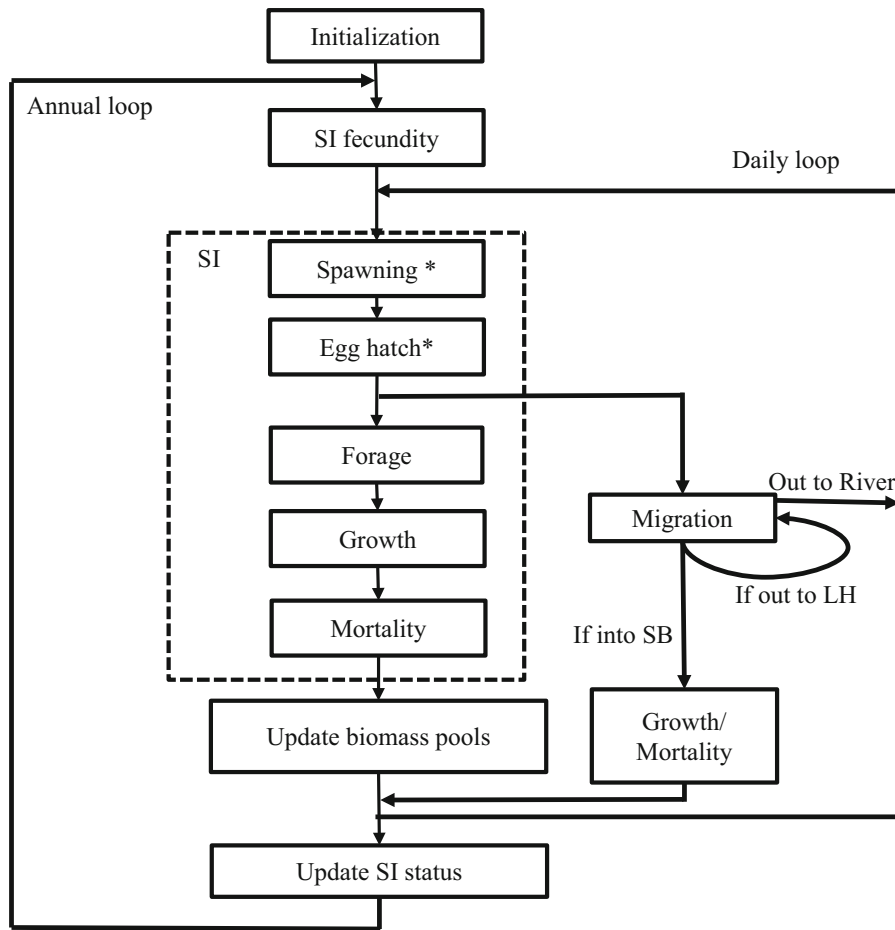 Initialization
Annual loop
SI fecundity
Daily loop
SI
Spawning *
Egg hatch*
Forage
Out to River
Migration
Growth
If out to LH
Mortality
If into SB
Update biomass pools
Growth/
Mortality
Update SI status